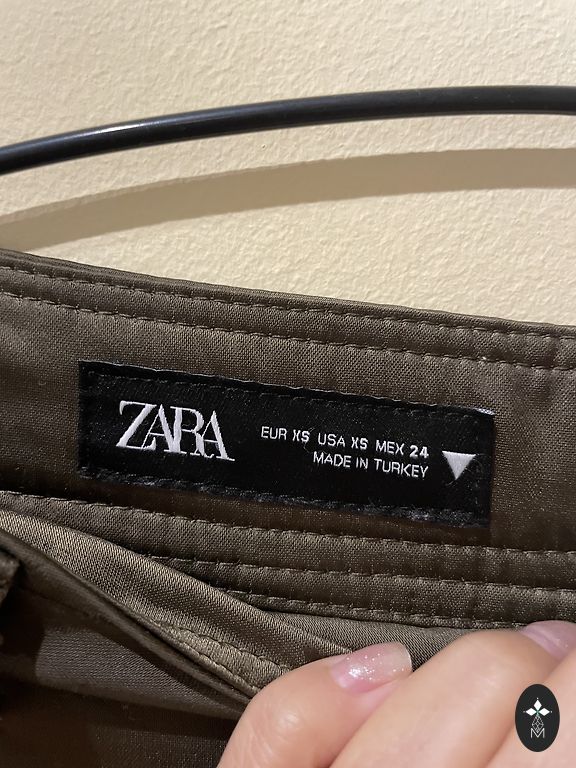 ZARA
EUR XS USA XS MEX 24
MADE IN TURKEY
M